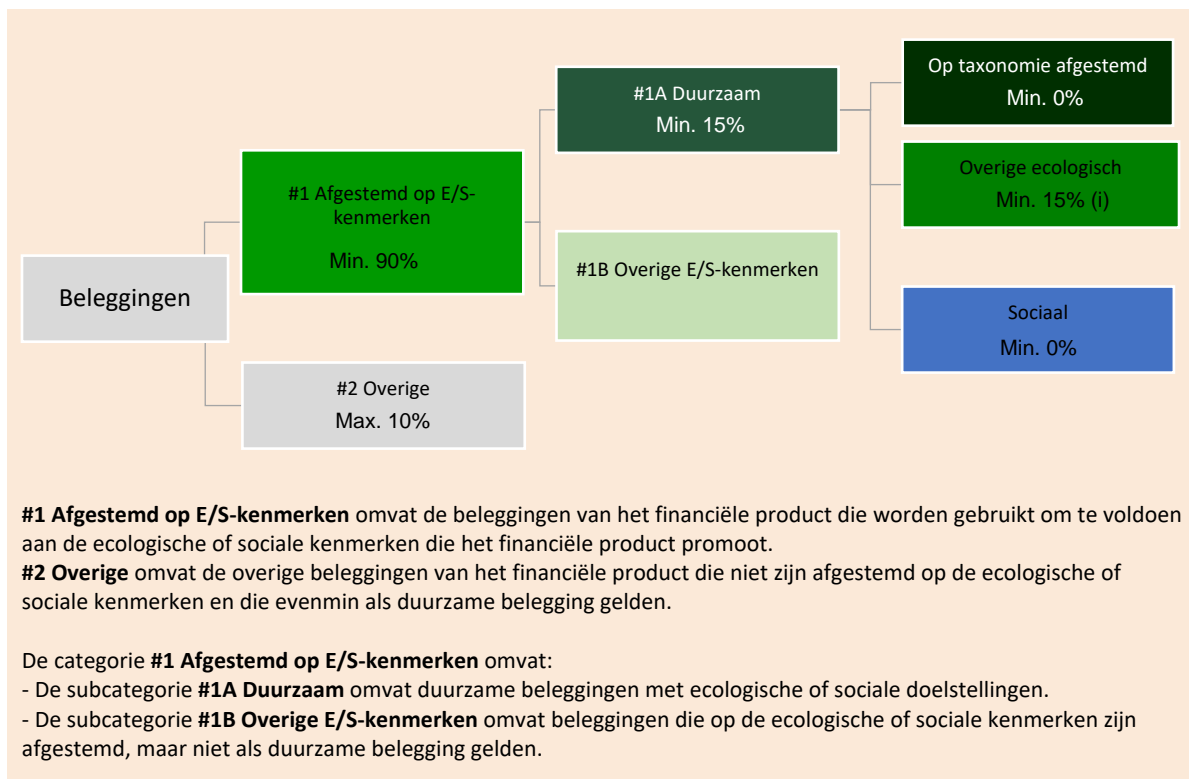 Beleggingen
#1 Afgestemd op E/S-
kenmerken
Min. 90%
#2 Overige
Max. 10%
#1A Duurzaam
Min. 15%
#1B Overige E/S-kenmerken
Op taxonomie afgestemd
Min. 0%
Overige ecologisch
Min. 15% (i)
Sociaal
Min. 0%
#1 Afgestemd op E/S-kenmerken omvat de beleggingen van het financiële product die worden gebruikt om te voldoen
aan de ecologische of sociale kenmerken die het financiële product promoot.
#2 Overige omvat de overige beleggingen van het financiële product die niet zijn afgestemd op de ecologische of
sociale kenmerken en die evenmin als duurzame belegging gelden.
De categorie #1 Afgestemd op E/S-kenmerken omvat:
- De subcategorie #1A Duurzaam omvat duurzame beleggingen met ecologische of sociale doelstellingen.
- De subcategorie #1B Overige E/S-kenmerken omvat beleggingen die op de ecologische of sociale kenmerken zijn
afgestemd, maar niet als duurzame belegging gelden.